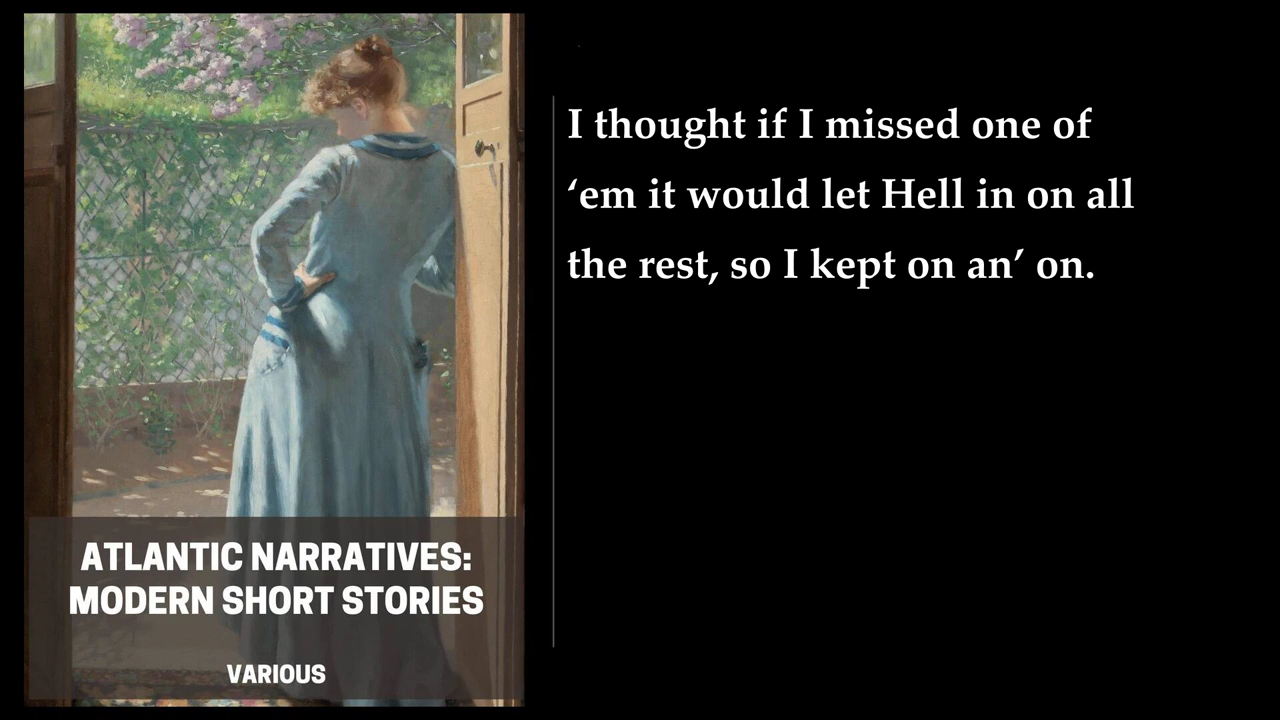 I thought if I missed one of
‘em it would let Hell in on all
the rest, so I kept on an’ on.
ATLANTIC NARRATIVES:
MODERN SHORT STORIES
VARIOUS